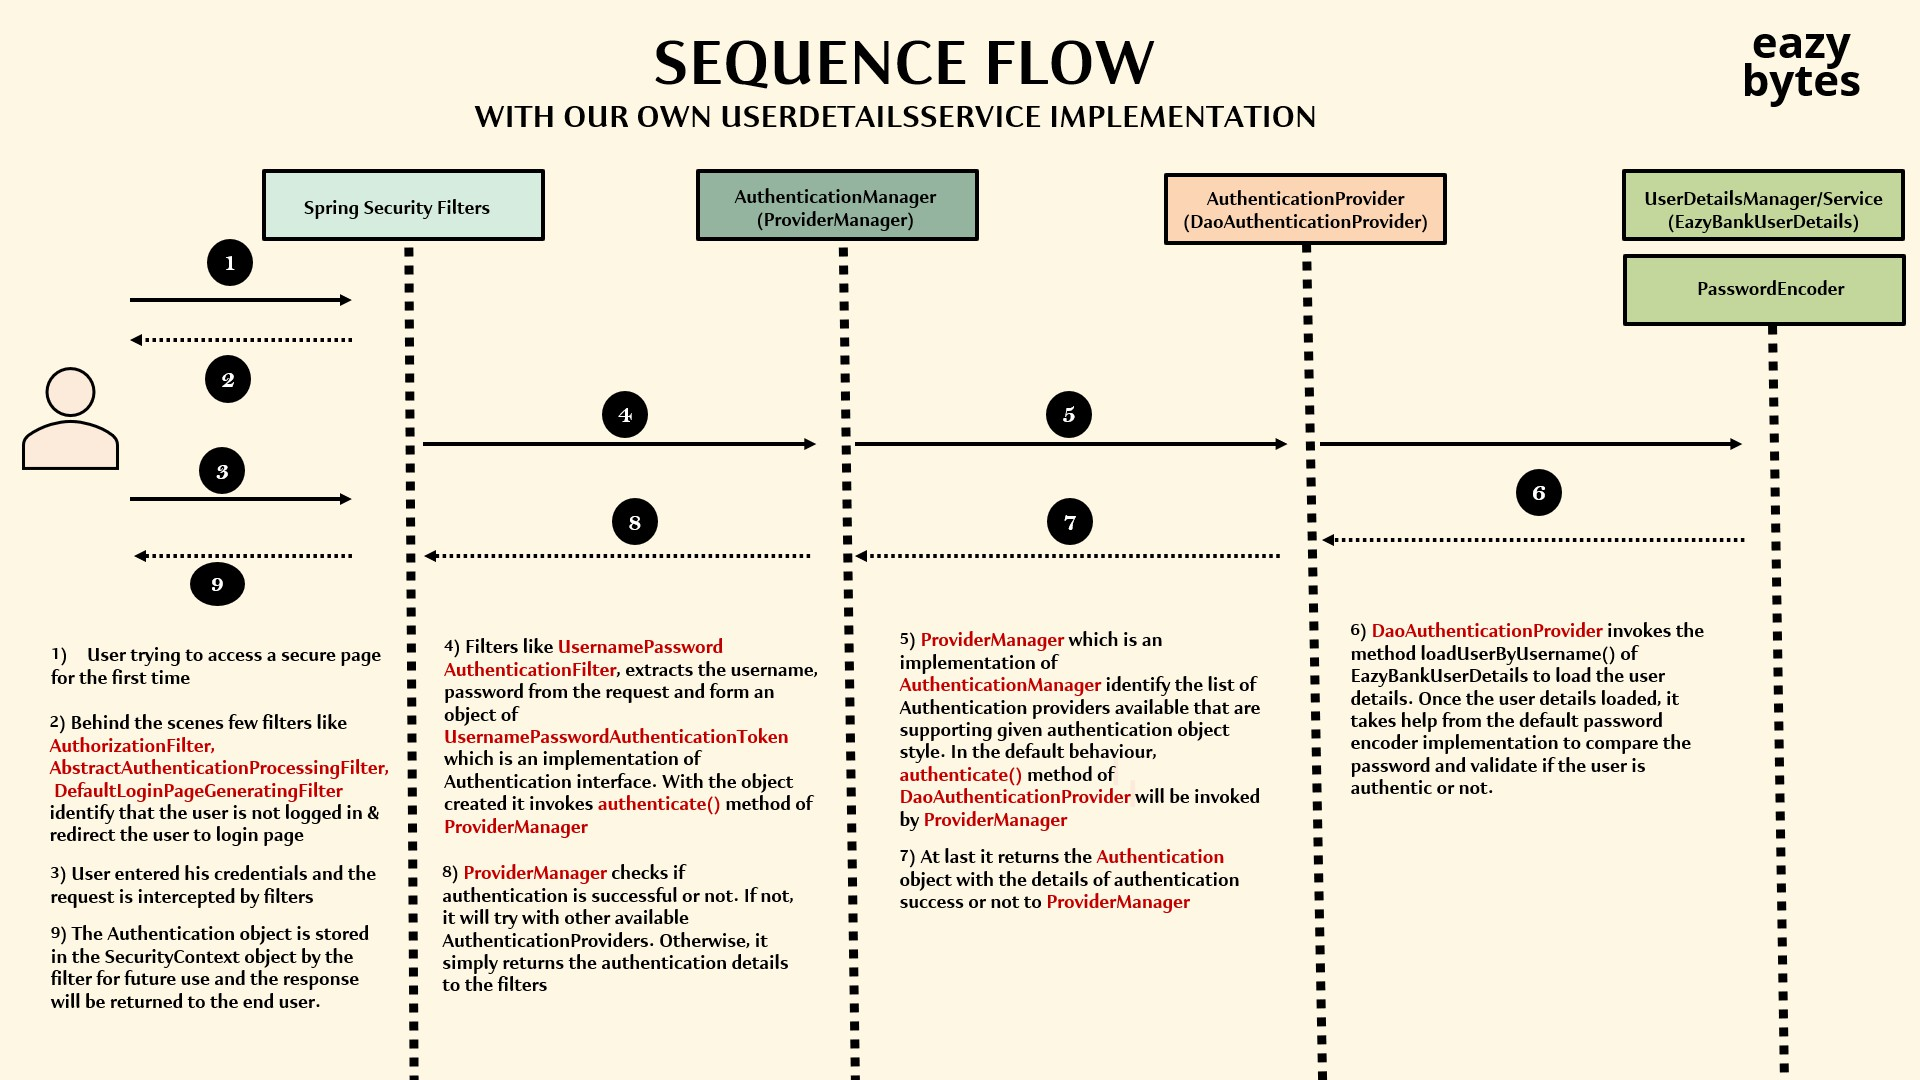 SEQUENCE FLOW
WITH OUR OWN USERDETAILSSERVICE IMPLEMENTATION
eazy
bytes
Spring Security Filters
AuthenticationManager
(ProviderManager)
AuthenticationProvider
(DaoAuthenticationProvider)
UserDetailsManager/Service
(EazyBankUserDetails)
PasswordEncoder
1
2
3
4
5
6
7
8
9
1) User trying to access a secure page
for the first time
2) Behind the scenes few filters like
AuthorizationFilter,
AbstractAuthenticationProcessingFilter,
DefaultLoginPageGeneratingFilter
identify that the user is not logged in &
redirect the user to login page
3) User entered his credentials and the
request is intercepted by filters
9) The Authentication object is stored
in the SecurityContext object by the
filter for future use and the response
will be returned to the end user.
4) Filters like UsernamePassword
AuthenticationFilter, extracts the username,
password from the request and form an
object of
UsernamePasswordAuthenticationToken
which is an implementation of
Authentication interface. With the object
created it invokes authenticate() method of
ProviderManager
8) ProviderManager checks if
authentication is successful or not. If not,
it will try with other available
AuthenticationProviders. Otherwise, it
simply returns the authentication details
to the filters
5) ProviderManager which is an
implementation of
AuthenticationManager identify the list of
Authentication providers available that are
supporting given authentication object
style. In the default behaviour,
authenticate() method of
DaoAuthenticationProvider will be invoked
by ProviderManager
7) At last it returns the Authentication
object with the details of authentication
success or not to ProviderManager
6) DaoAuthenticationProvider invokes the
method loadUserByUsername() of
EazyBankUserDetails to load the user
details. Once the user details loaded, it
takes help from the default password
encoder implementation to compare the
password and validate if the user is
authentic or not.